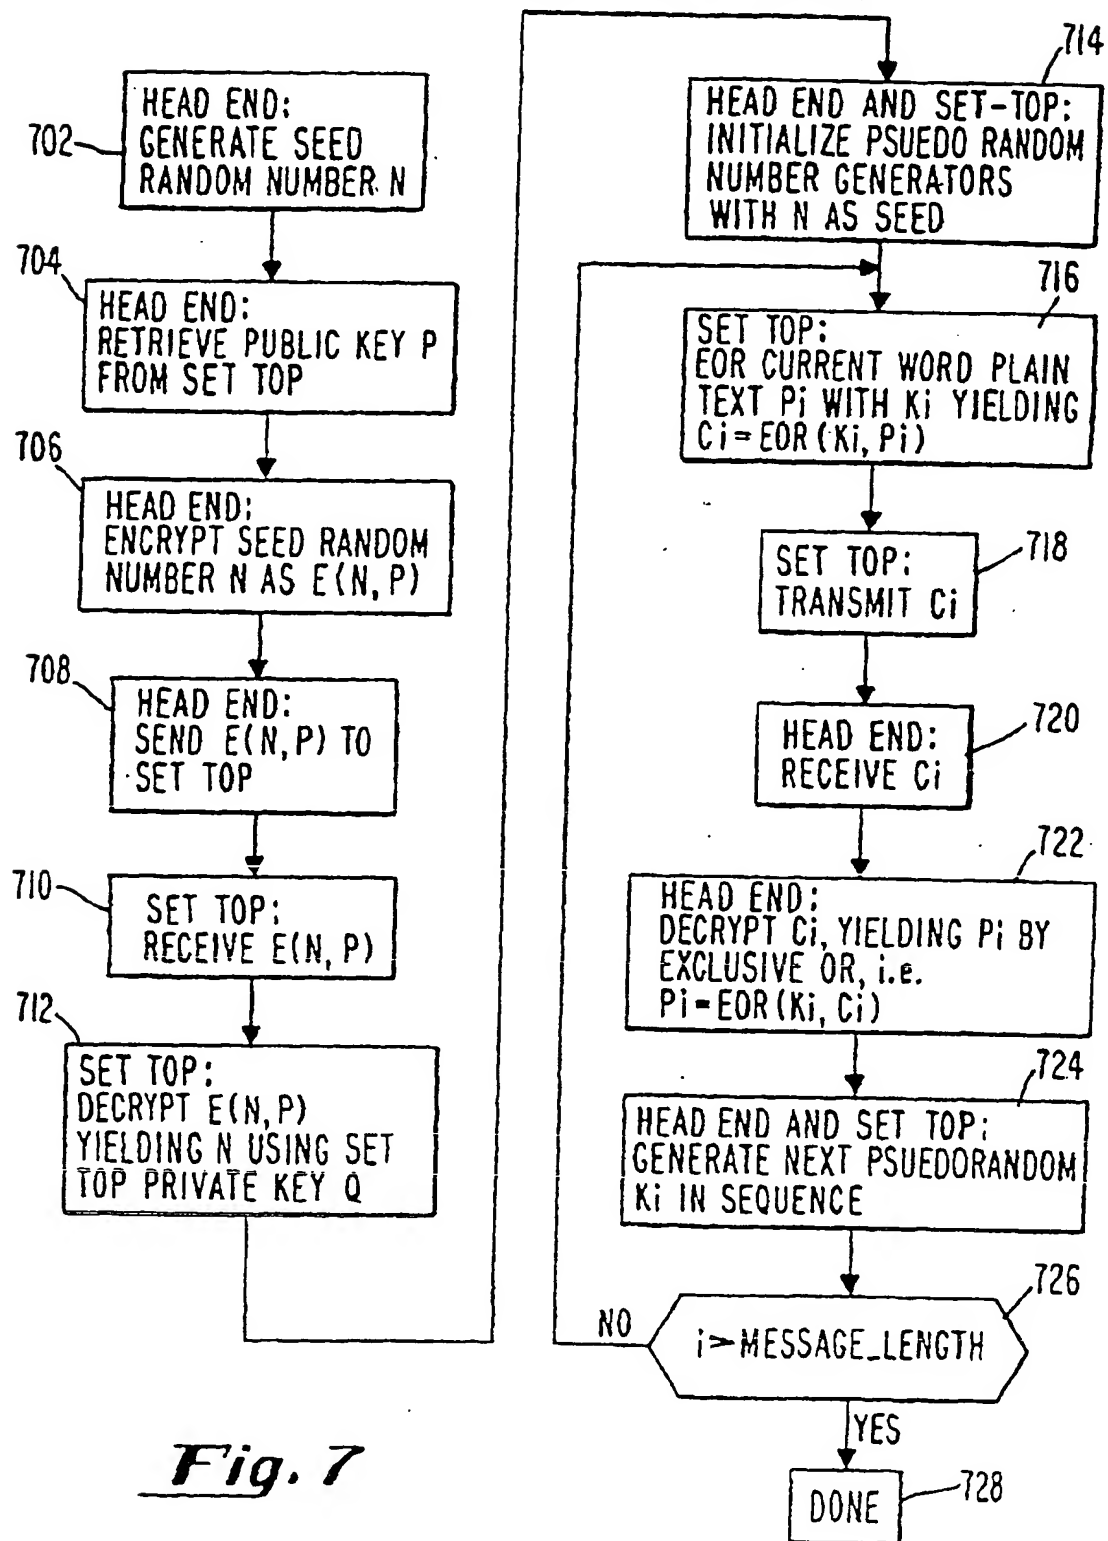 702
HEAD END:
GENERATE SEED
RANDOM NUMBER N
704
HEAD END:
RETRIEVE PUBLIC KEY P
FROM SET TOP
706
HEAD END:
ENCRYPT SEED RANDOM
NUMBER N AS E(N, P)
708
HEAD END:
SEND E(N, P) TO
SET TOP
710
SET TOP:
RECEIVE E(N, P)
712
SET TOP:
DECRYPT E(N, P)
YIELDING N USING SET
TOP PRIVATE KEY Q
714
HEAD END AND SET-TOP:
INITIALIZE PSUEDO RANDOM
NUMBER GENERATORS
WITH N AS SEED
716
SET TOP:
EOR CURRENT WORD PLAIN
TEXT Pi WITH Ki YIELDING
Ci=EOR(Ki, Pi)
718
SET TOP:
TRANSMIT Ci
720
HEAD END:
RECEIVE Ci
722
HEAD END:
DECRYPT Ci, YIELDING Pi BY
EXCLUSIVE OR, i.e.
Pi=EOR(Ki, Ci)
724
HEAD END AND SET TOP:
GENERATE NEXT PSUEDORANDOM
Ki IN SEQUENCE
726
i>MESSAGE_LENGTH
NO
YES
728
DONE
Fig. 7